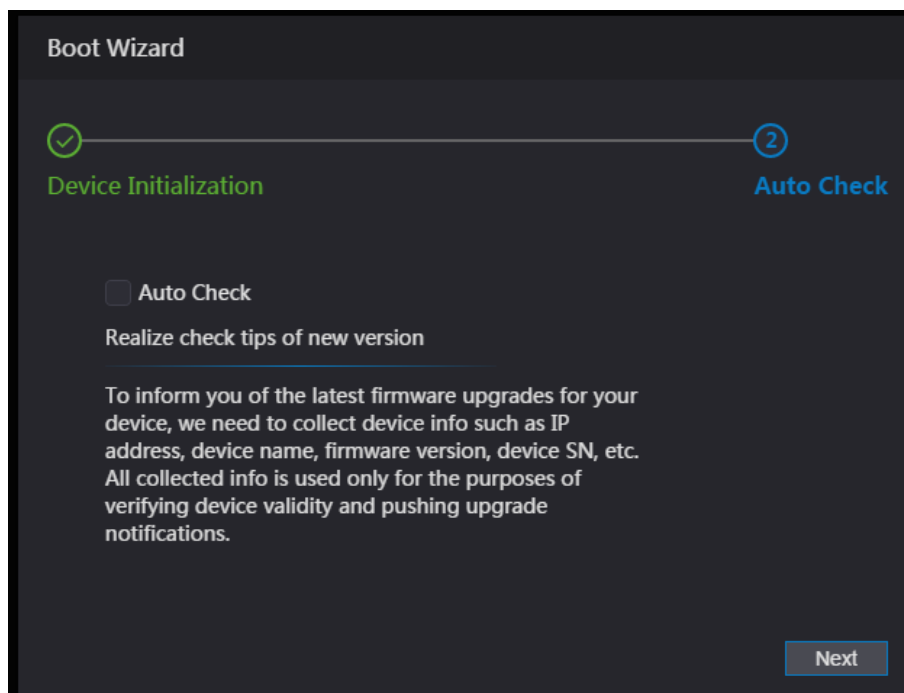 Boot Wizard
2
Device Initialization
Auto Check
Auto Check
Realize check tips of new version
To inform you of the latest firmware upgrades for your
device, we need to collect device info such as IP
address, device name, firmware version, device SN, etc.
All collected info is used only for the purposes of
verifying device validity and pushing upgrade
notifications.
Next